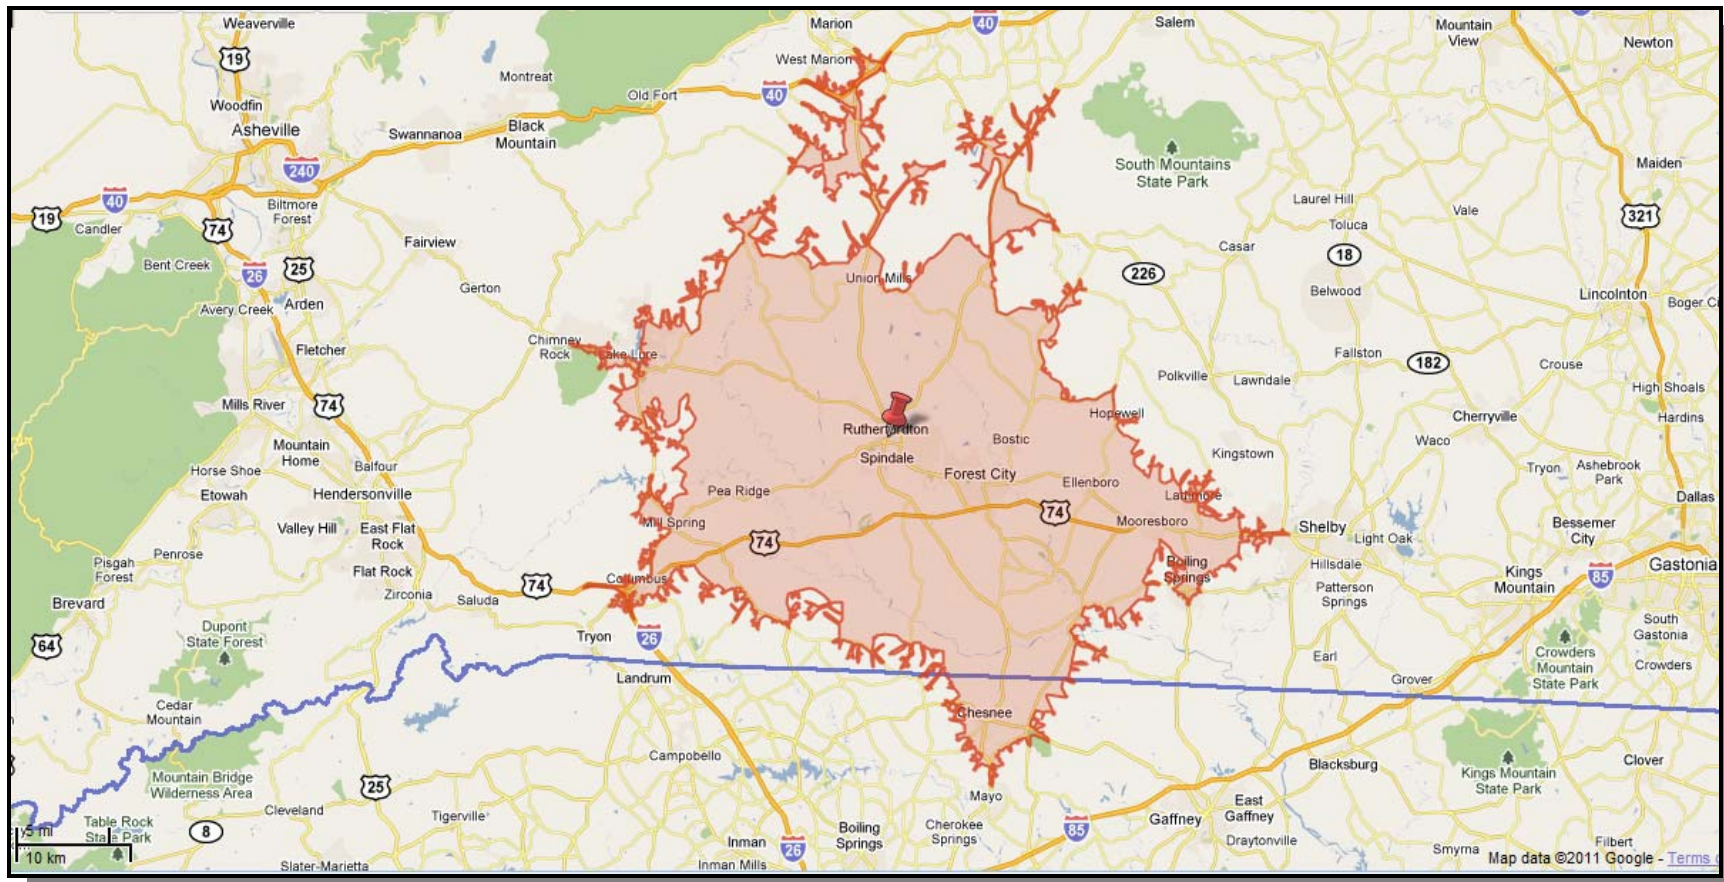 Weaverville
Marion
40
Salem
Mountain
View
Newton
19
West Marion
Montreat
Old Fort
40
Woodfin
Asheville
Swannanoa
Black
Mountain
240
South Mountains
State Park
Maiden
40
19
Candler
Biltmore
Forest
74
Laurel Hill
Vale
Toluca
321
Fairview
Casar
18
Bent Creek
26
25
226
Union Mills
Gerton
Belwood
Lincolnton
Boger Ci
Avery Creek
Arden
Fletcher
Chimney
Rock
Lake Lure
Fallston
182
Crouse
Polkville
Lawndale
High Shoals
Mills River
74
Hopewell
Cherryville
Hardins
Rutherfordton
Bostic
Waco
Mountain
Home
Spindale
Kingstown
Horse Shoe
Balfour
Forest City
Ellenboro
Tryon
Ashebrook
Park
Etowah
Hendersonville
Pea Ridge
Lattimore
Dallas
Valley Hill
East Flat
Rock
Mill Spring
74
74
Mooresboro
Shelby
Light Oak
Bessemer
City
Pisgah
Forest
Penrose
Flat Rock
Boiling
Springs
Hillsdale
Gastonia
Brevard
Zirconia
Saluda
74
Columbus
Patterson
Springs
Kings
Mountain
85
64
Dupont
State Forest
Tryon
26
South
Gastonia
Landrum
Earl
Crowders
Mountain
State Park
Crowders
Grover
Cedar
Mountain
Chesnee
Mountain Bridge
Wilderness Area
25
Campobello
Blacksburg
Kings Mountain
State Park
Clover
Mayo
Cleveland
Tigerville
Table Rock
State Park
8
Inman
26
Boiling
Springs
Cherokee
Springs
85
Gaffney
East
Gaffney
Draytonville
Smyrna
Filbert
5 mi
10 km
Slater-Marietta
Inman Mills
Map data ©2011 Google - Terms